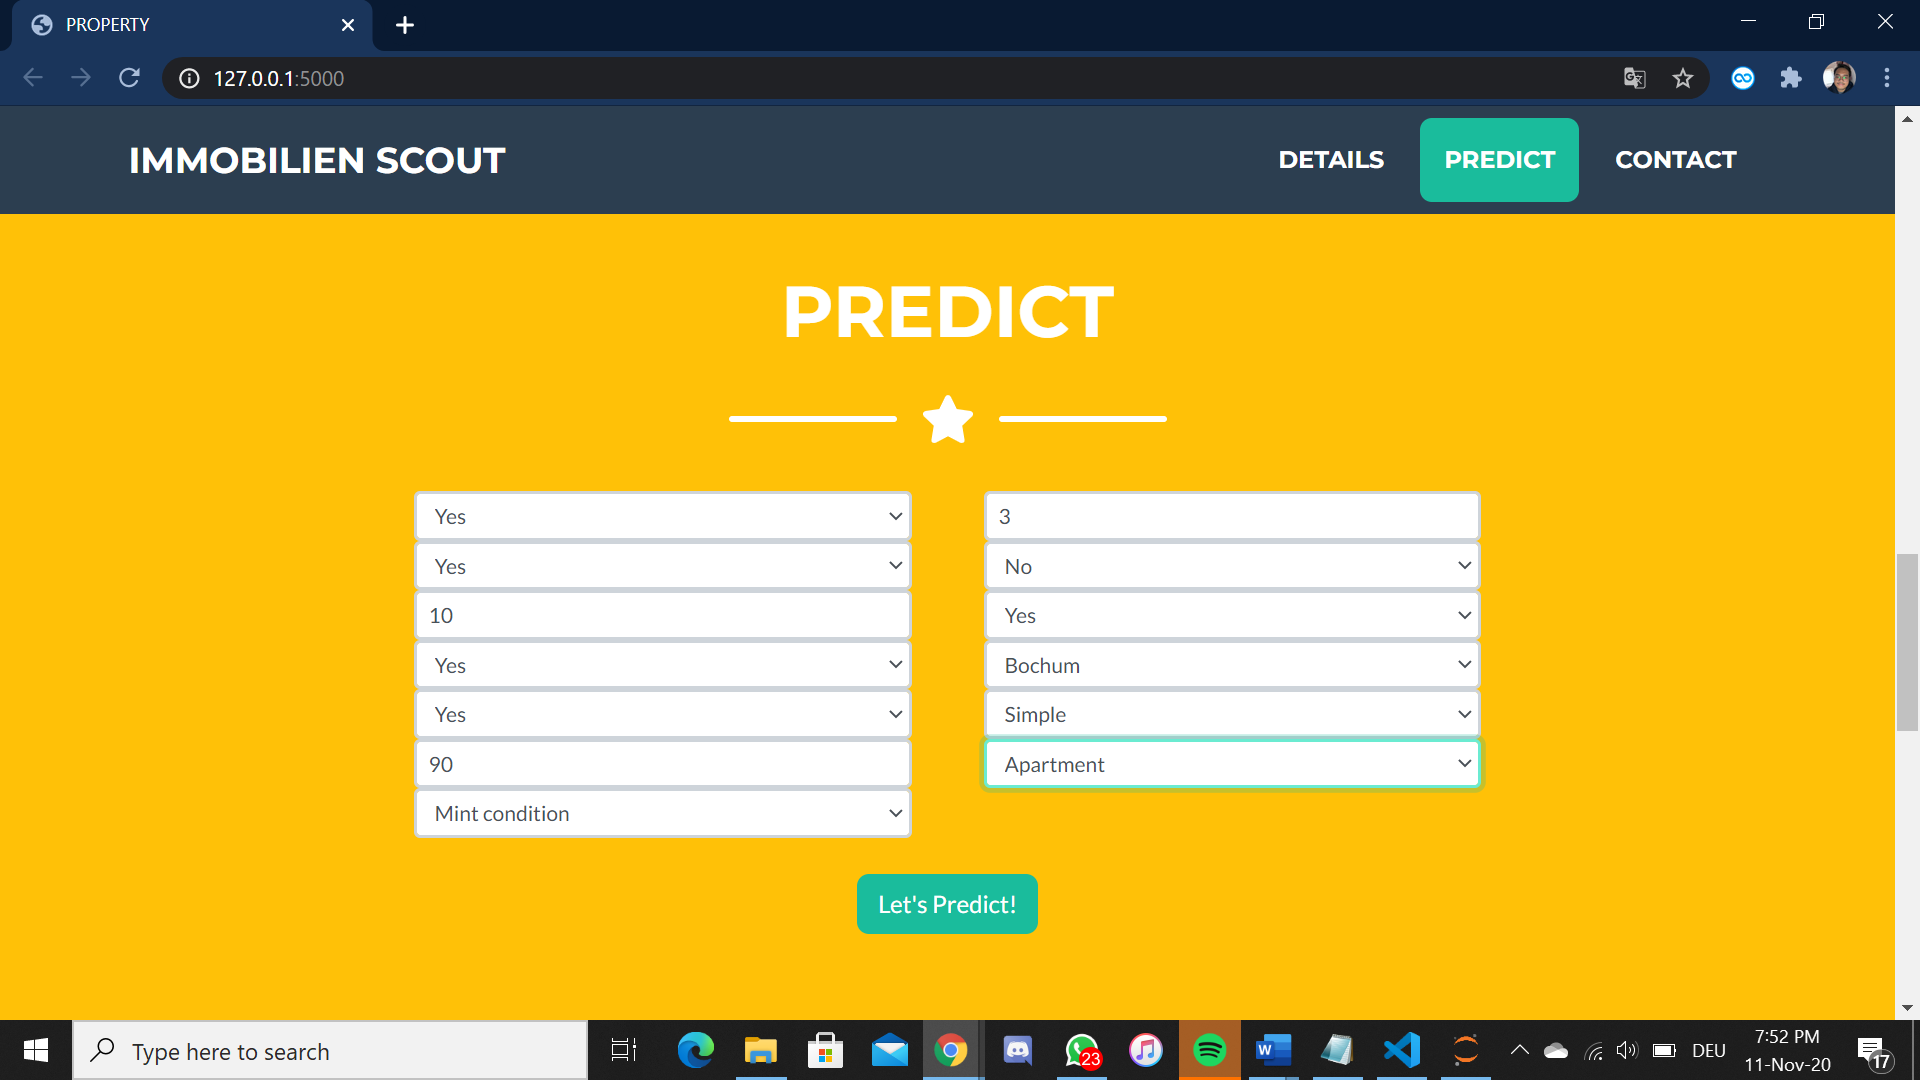 PROPERTY
127.0.0.1:5000
IMMOBILIEN SCOUT
DETAILS
PREDICT
CONTACT
PREDICT
Yes
Yes
10
Yes
Yes
90
Mint condition
3
No
Yes
Bochum
Simple
Apartment
Let's Predict!
Type here to search
23
DEU
7:52 PM
11-Nov-20
17